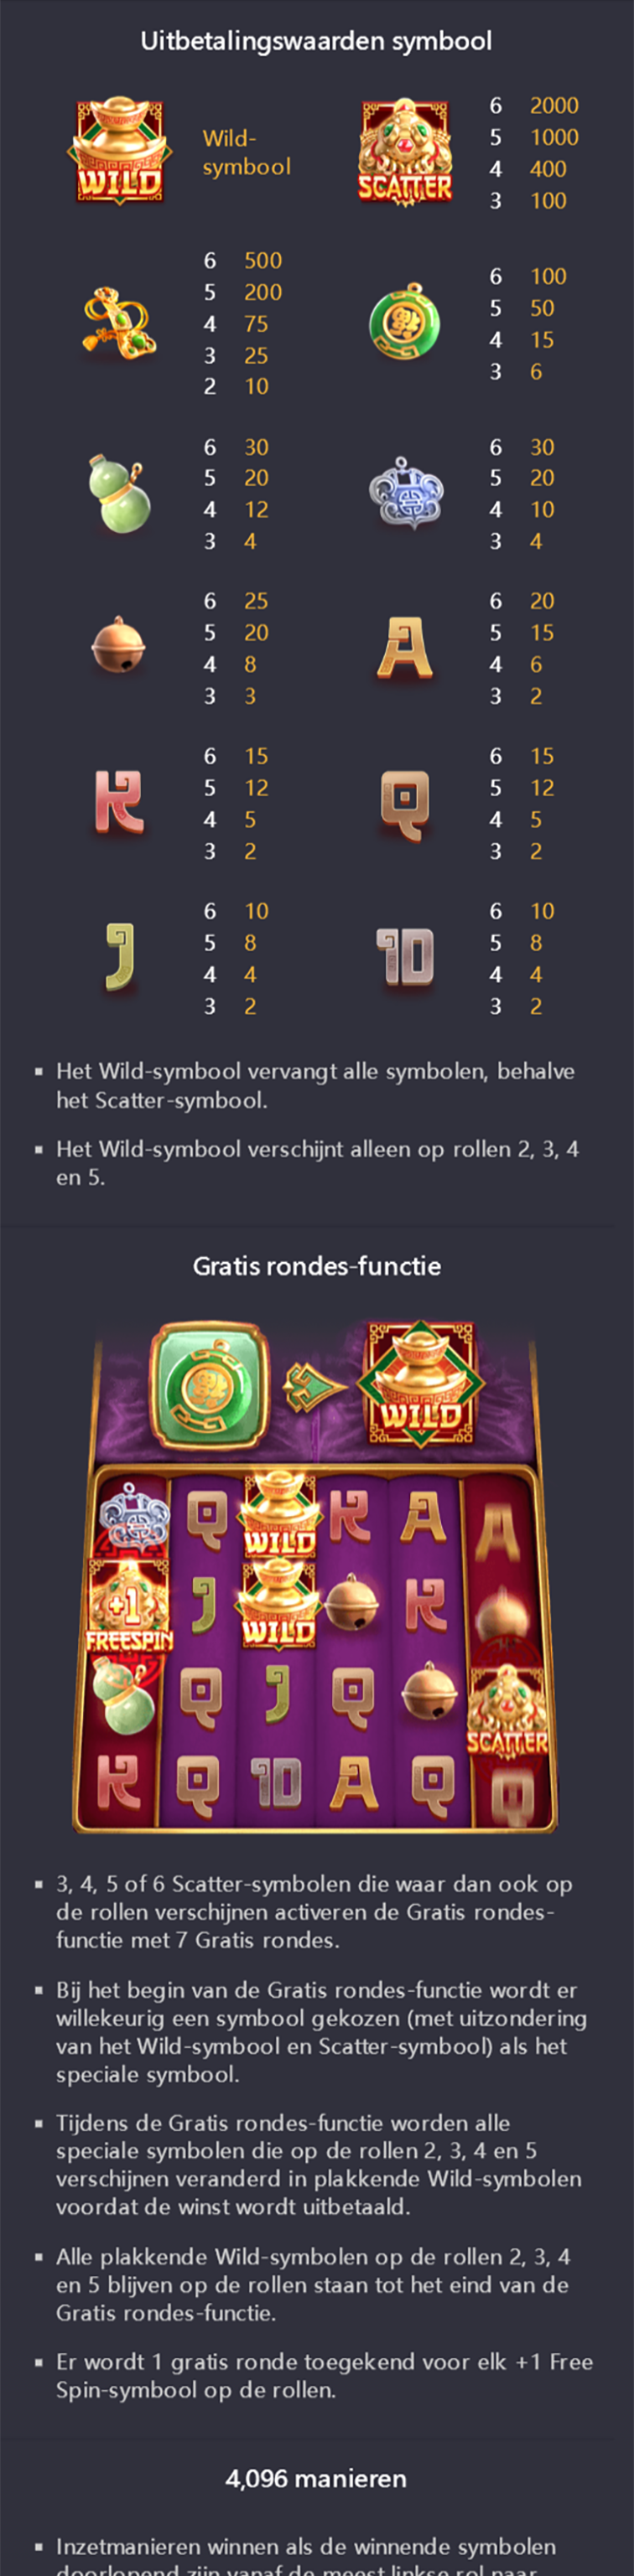 Uitbetalingswaarden symbool
WILD
Wild-
symbool
SCATTER
6 2000
5 1000
4 400
3 100
6 500
5 200
4 75
3 25
2 10
6 100
5 50
4 15
3 6
6 30
5 20
4 12
3 4
6 30
5 20
4 10
3 4
6 25
5 20
4 8
3 3
A
6 20
5 15
4 6
3 2
K
6 15
5 12
4 5
3 2
Q
6 15
5 12
4 5
3 2
J
6 10
5 8
4 4
3 2
10
6 10
5 8
4 4
3 2
▪ Het Wild-symbool vervangt alle symbolen, behalve
het Scatter-symbool.
▪ Het Wild-symbool verschijnt alleen op rollen 2, 3, 4
en 5.
Gratis rondes-functie
WILD
Q WILD K A A
+1 FREESPIN J WILD K
Q J Q SCATTER
K Q 10 A Q Q
▪ 3, 4, 5 of 6 Scatter-symbolen die waar dan ook op
de rollen verschijnen activeren de Gratis rondes-
functie met 7 Gratis rondes.
▪ Bij het begin van de Gratis rondes-functie wordt er
willekeurig een symbool gekozen (met uitzondering
van het Wild-symbool en Scatter-symbool) als het
speciale symbool.
▪ Tijdens de Gratis rondes-functie worden alle
speciale symbolen die op de rollen 2, 3, 4 en 5
verschijnen veranderd in plakkende Wild-symbolen
voordat de winst wordt uitbetaald.
▪ Alle plakkende Wild-symbolen op de rollen 2, 3, 4
en 5 blijven op de rollen staan tot het eind van de
Gratis rondes-functie.
▪ Er wordt 1 gratis ronde toegekend voor elk +1 Free
Spin-symbool op de rollen.
4,096 manieren
▪ Inzetmanieren winnen als de winnende symbolen
doorlopend zijn vanaf de meest linkse rol naar